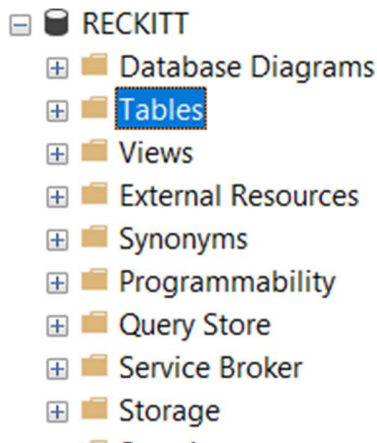 RECKITT
Database Diagrams
Tables
Views
External Resources
Synonyms
Programmability
Query Store
Service Broker
Storage